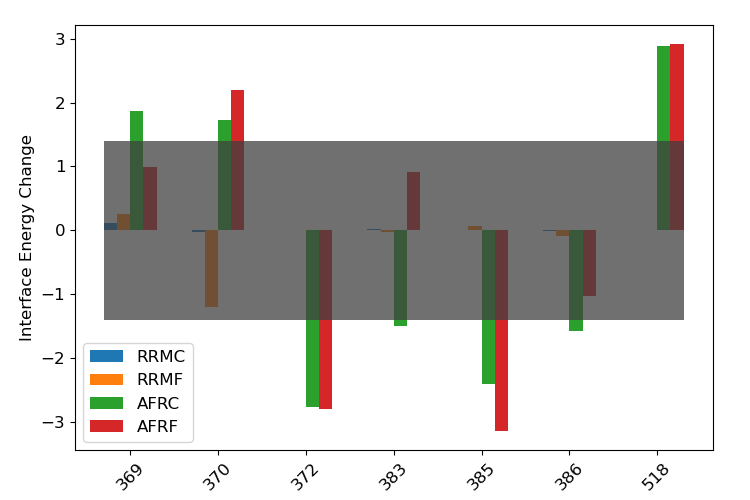 Interface Energy Change
3
2
1
0
−1
−2
−3
RRMC
RRMF
AFRC
AFRF
369 370 372 383 385 386 518